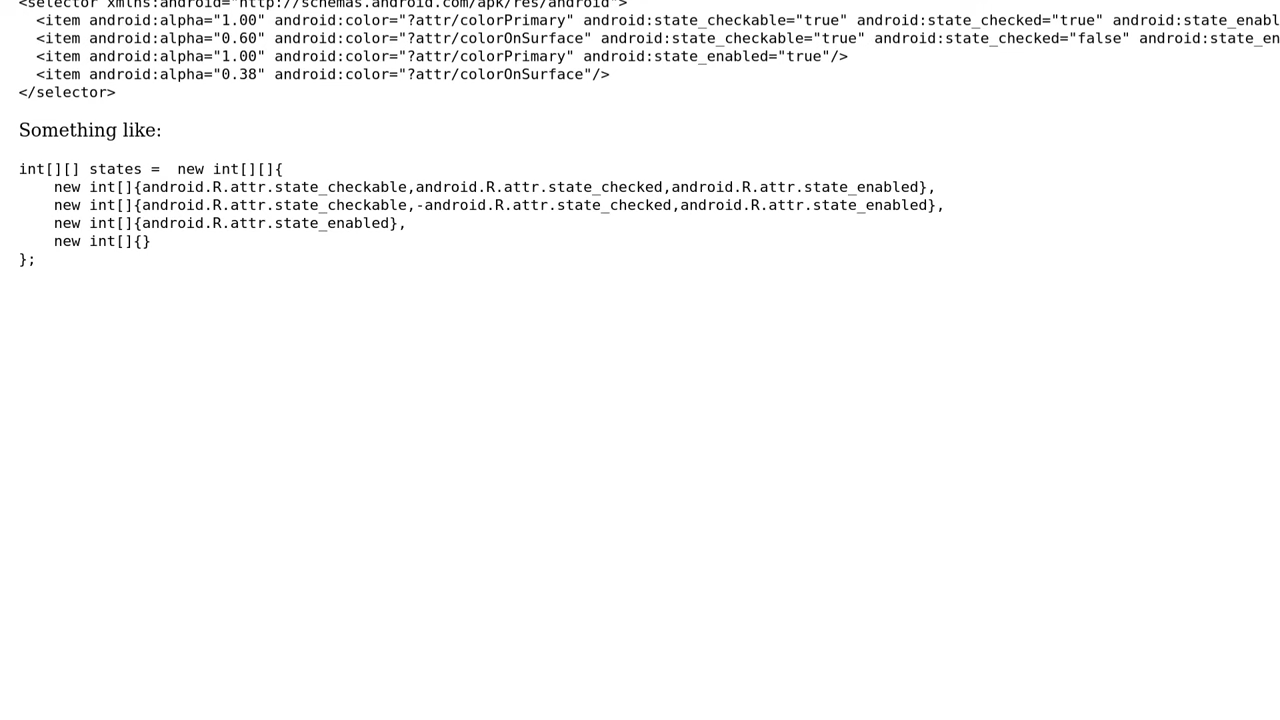 <selector xmlns:android="http://schemas.android.com/apk/res/android">
  <item android:alpha="1.00" android:color="?attr/colorPrimary" android:state_checkable="true" android:state_checked="true" android:state_enabl
  <item android:alpha="0.60" android:color="?attr/colorOnSurface" android:state_checkable="true" android:state_checked="false" android:state_en
  <item android:alpha="1.00" android:color="?attr/colorPrimary" android:state_enabled="true"/>
  <item android:alpha="0.38" android:color="?attr/colorOnSurface"/>
</selector>
Something like:
int[][] states =  new int[][]{
    new int[]{android.R.attr.state_checkable,android.R.attr.state_checked,android.R.attr.state_enabled},
    new int[]{android.R.attr.state_checkable,-android.R.attr.state_checked,android.R.attr.state_enabled},
    new int[]{android.R.attr.state_enabled},
    new int[]{}
};